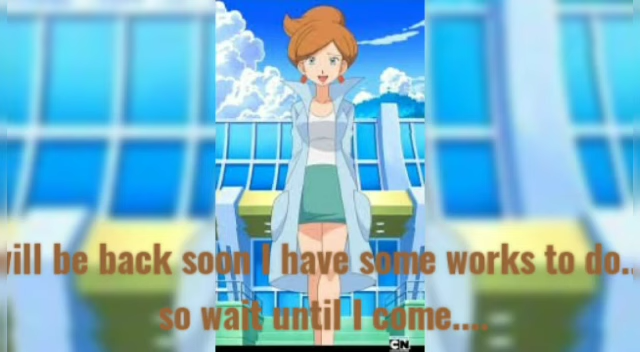 will be back soon I have some works to do..
so wait until I come....
CN